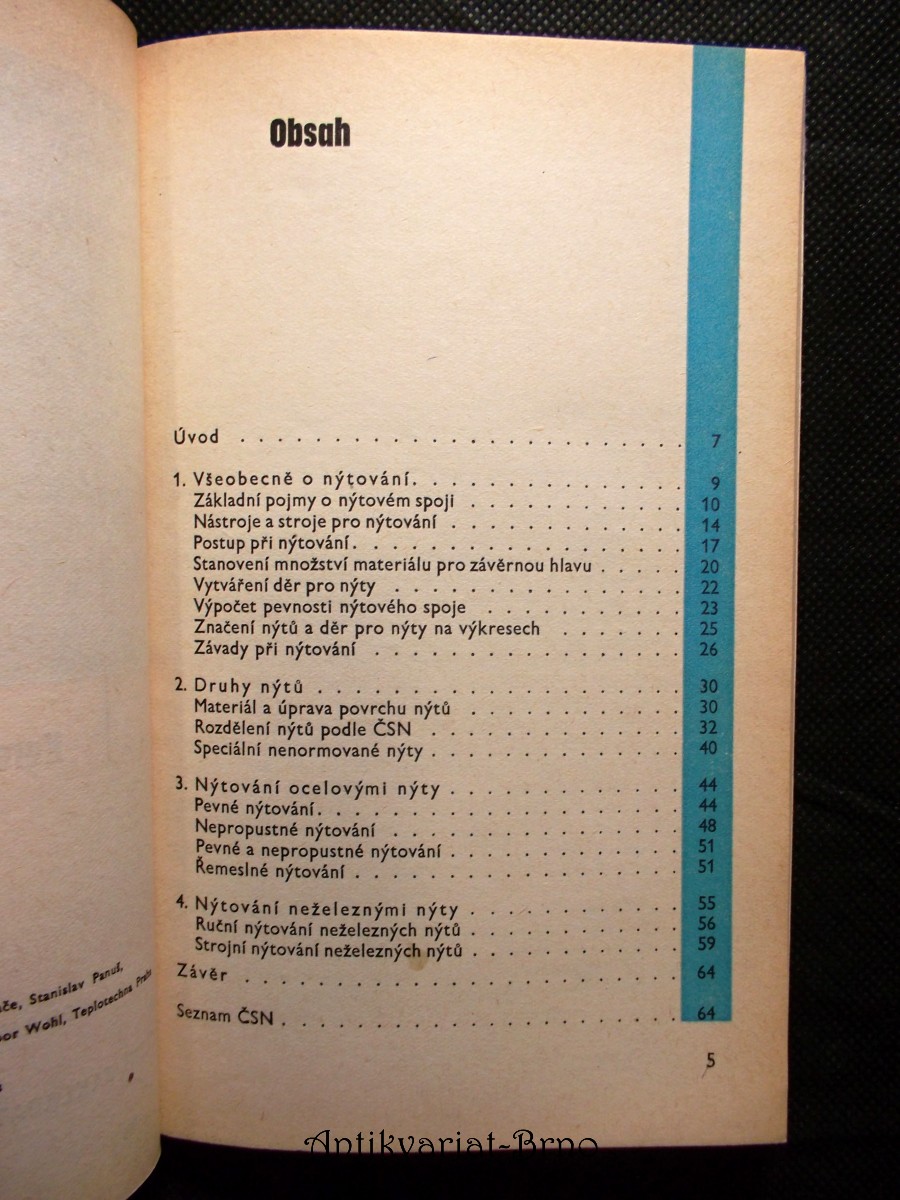 Obsah
Úvod . . . . . . . . . . . . . . . . . . . . . . . . 7
1. Všeobecně o nýtování. . . . . . . . . . . . . . . 9
Základní pojmy o nýtovém spoji . . . . . . . . . . . . 10
Nástroje a stroje pro nýtování . . . . . . . . . . . . . 14
Postup při nýtování. . . . . . . . . . . . . . . . . . 17
Stanovení množství materiálu pro závěrnou hlavu . . . . . 20
Vytváření děr pro nýty . . . . . . . . . . . . . . . . 22
Výpočet pevnosti nýtového spoje . . . . . . . . . . . 23
Značení nýtů a děr pro nýty na výkresech . . . . . . . 25
Závady při nýtování . . . . . . . . . . . . . . . . . 26
2. Druhy nýtů . . . . . . . . . . . . . . . . . . . . 30
Materiál a úprava povrchu nýtů . . . . . . . . . . . . 30
Rozdělení nýtů podle ČSN . . . . . . . . . . . . . . 32
Speciální nenormované nýty . . . . . . . . . . . . . . 40
3. Nýtování ocelovými nýty . . . . . . . . . . . . . 44
Pevné nýtování. . . . . . . . . . . . . . . . . . . . 44
Nepropustné nýtování . . . . . . . . . . . . . . . . 48
Pevné a nepropustné nýtování . . . . . . . . . . . . . 51
Řemeslné nýtování . . . . . . . . . . . . . . . . . . 51
4. Nýtování neželeznými nýty . . . . . . . . . . . . 55
Ruční nýtování neželezných nýtů . . . . . . . . . . . . 56
Strojní nýtování neželezných nýtů . . . . . . . . . . . . 59
Závěr . . . . . . . . . . . . . . . . . . . . . . . 64
Seznam ČSN . . . . . . . . . . . . . . . . . . . . . 64
5
Stanislav Panuš,
Wohl, Teplotechna Praha
Antikvariat-Brno